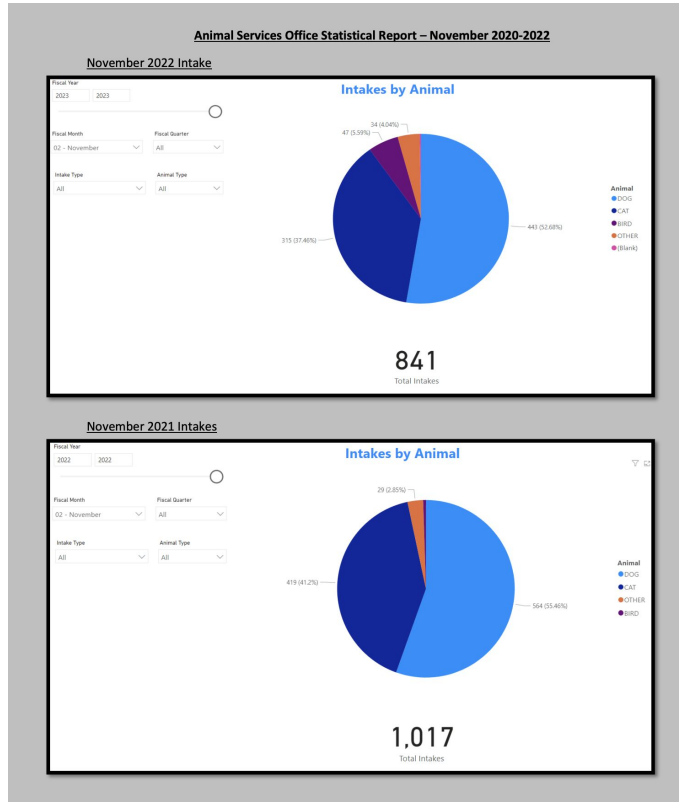 Animal Services Office Statistical Report – November 2020-2022
November 2022 Intake
Fiscal Year
2023 2023
Fiscal Month Fiscal Quarter
02 - November All
Intake Type Animal Type
All All
Intakes by Animal
34 (4.04%)
47 (5.59%)
315 (37.46%)
443 (52.68%)
Animal
DOG
CAT
BIRD
OTHER
(Blank)
841
Total Intakes
November 2021 Intakes
Fiscal Year
2022 2022
Fiscal Month Fiscal Quarter
02 - November All
Intake Type Animal Type
All All
Intakes by Animal
29 (2.85%)
419 (41.2%)
564 (55.46%)
Animal
DOG
CAT
OTHER
BIRD
1,017
Total Intakes